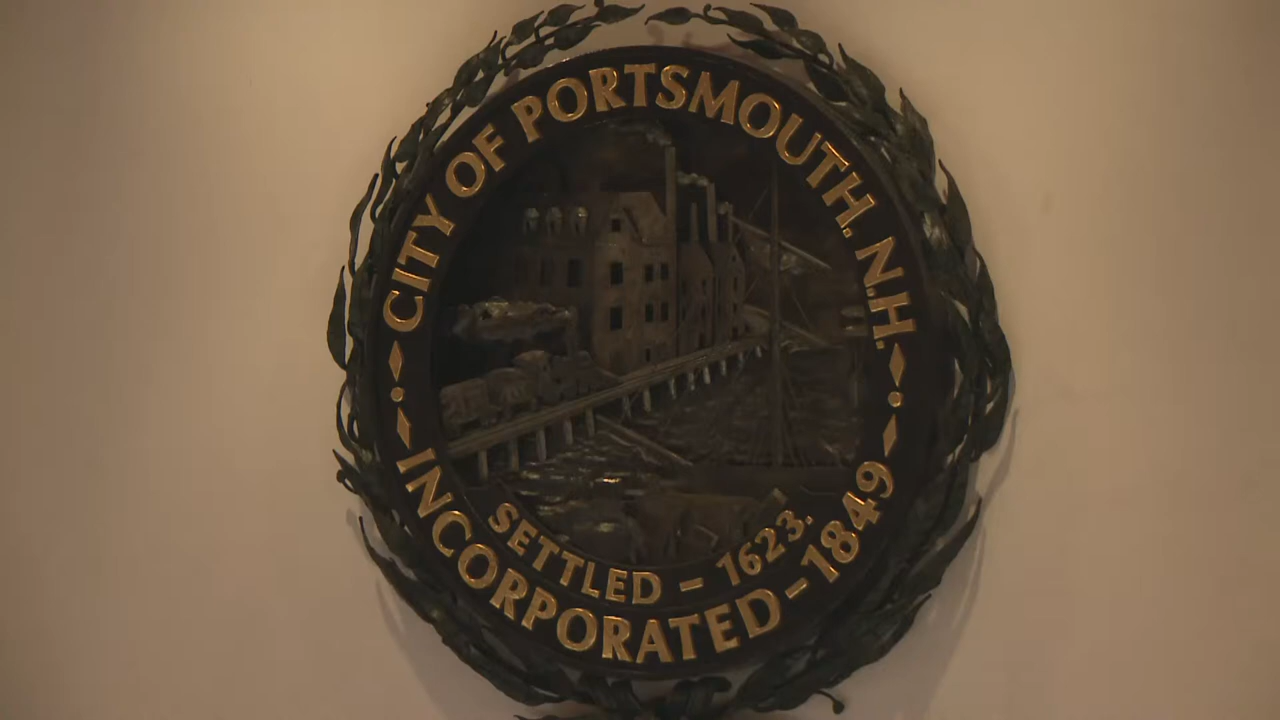 CITY OF PORTSMOUTH. N.H.
SETTLED – 1623.
INCORPORATED – 1849